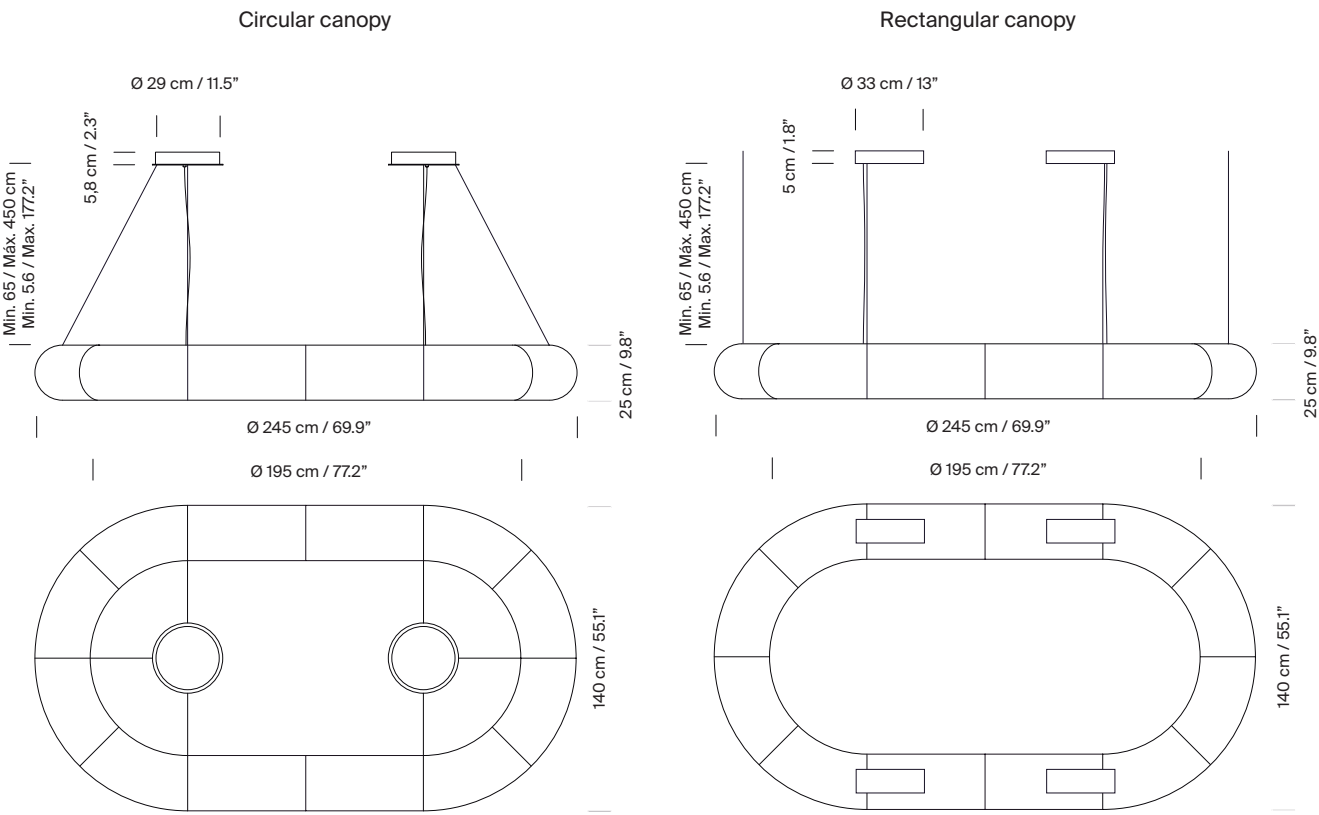 Circular canopy
Rectangular canopy
Ø 29 cm / 11.5”
Ø 33 cm / 13”
5,8 cm / 2.3”
5 cm / 1.8”
Min. 65 / Máx. 450 cm
Min. 5.6 / Max. 177.2”
Min. 65 / Máx. 450 cm
Min. 5.6 / Max. 177.2”
25 cm / 9.8”
25 cm / 9.8”
Ø 245 cm / 69.9”
Ø 245 cm / 69.9”
Ø 195 cm / 77.2”
Ø 195 cm / 77.2”
140 cm / 55.1”
140 cm / 55.1”